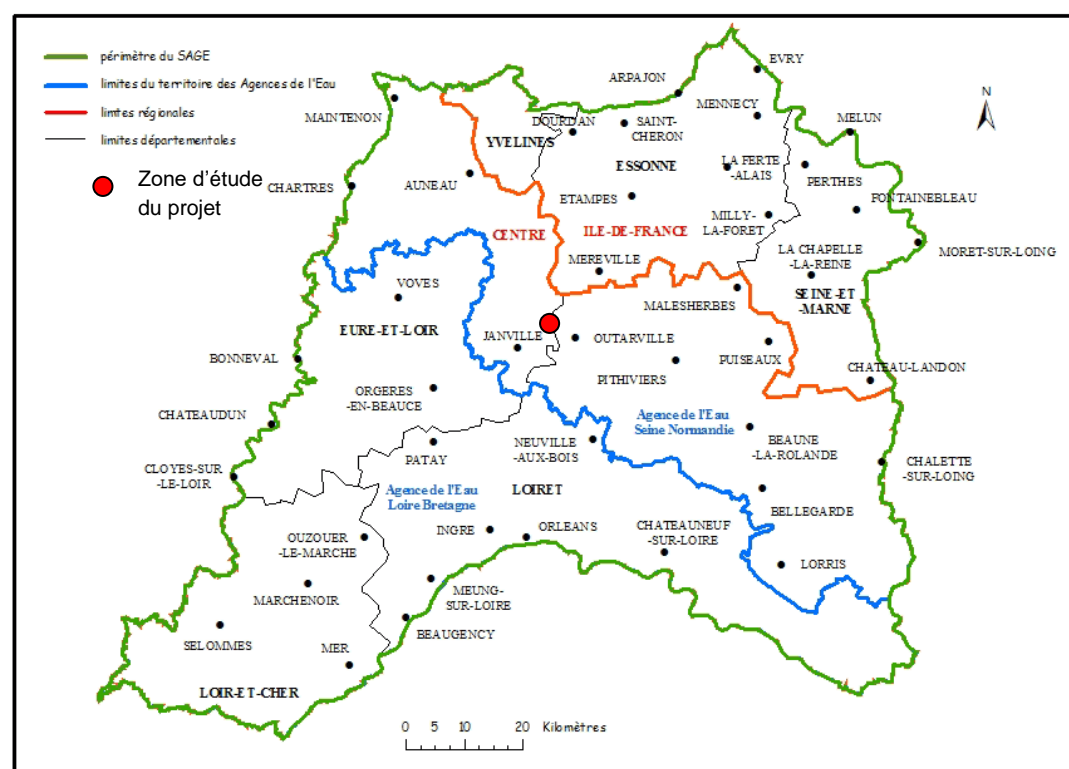 périmètre du SAGE
limites du territoire des Agences de l'Eau
limtes régionales
limites départementales
Zone d'étude
du projet
N
EVRY
ARPAJON
MENNECY
MAINTENON
DOURDAN
SAINT-
CHERON
MELUN
YVELINES
ESSONNE
LA FERTE
-ALAIS
PERTHES
CHARTRES
AUNEAU
ETAMPES
FONTAINEBLEAU
MILLY-
LA-FORET
CENTRE
ILE-DE-FRANCE
LA CHAPELLE
-LA-REINE
MORET-SUR-LOING
MEREVILLE
VOVES
MALESHERBES
SEINE-ET
-MARNE
EURE-ET-LOIR
JANVILLE
OUTARVILLE
PUISEAUX
BONNEVAL
PITHIVIERS
CHATEAU-LANDON
ORGERES
-EN-BEAUCE
CHATEAUDUN
Agence de l'Eau
Seine Normandie
NEUVILLE
-AUX-BOIS
BEAUNE
-LA-ROLANDE
PATAY
CLOYES-SUR
-LE-LOIR
CHALETTE
-SUR-LOING
Agence de l'Eau
Loire Bretagne
LOIRET
BELLEGARDE
INGRE
ORLEANS
CHATEAUNEUF
-SUR-LOIRE
OUZOUER
-LE-MARCHE
LORRIS
MARCHENOIR
MEUNG-
SUR-LOIRE
BEAUGENCY
SELOMMES
MER
LOIR-ET-CHER
0 10 20 Kilomètres